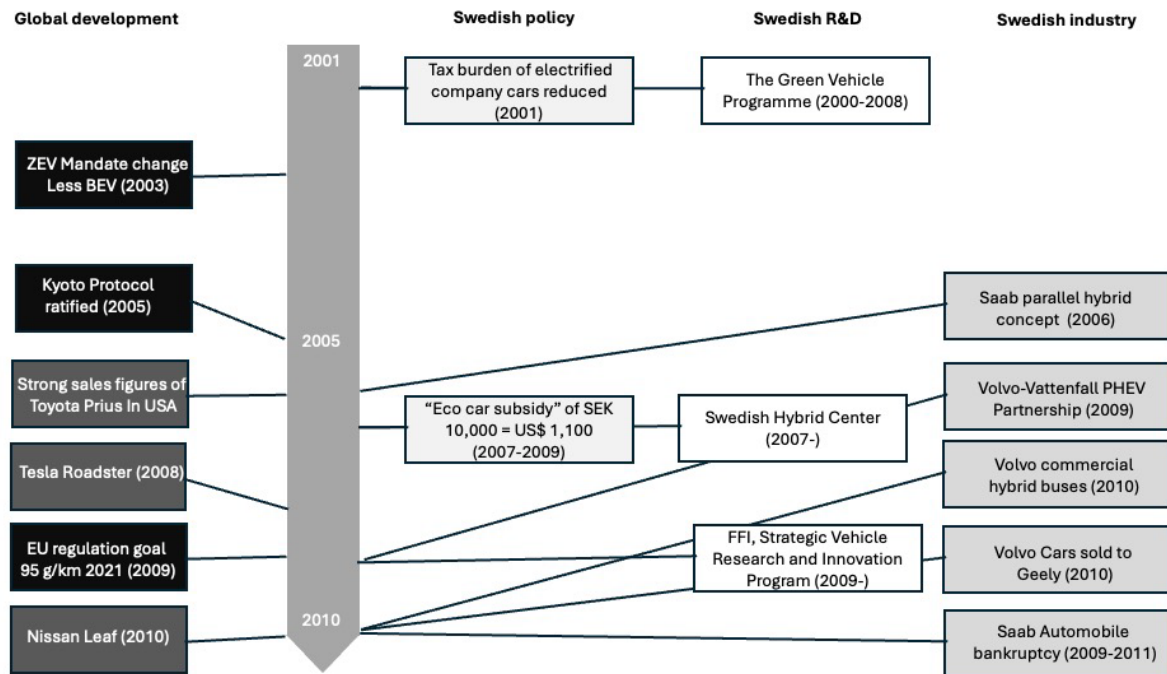 Global development
Swedish policy
Swedish R&D
Swedish industry
2001
Tax burden of electrified
company cars reduced
(2001)
The Green Vehicle
Programme (2000-2008)
ZEV Mandate change
Less BEV (2003)
Kyoto Protocol
ratified (2005)
Saab parallel hybrid
concept (2006)
2005
Strong sales figures of
Toyota Prius In USA
"Eco car subsidy" of SEK
10,000 = US$ 1,100
(2007-2009)
Swedish Hybrid Center
(2007-)
Volvo-Vattenfall PHEV
Partnership (2009)
Tesla Roadster (2008)
Volvo commercial
hybrid buses (2010)
EU regulation goal
95 g/km 2021 (2009)
FFI, Strategic Vehicle
Research and Innovation
Program (2009-)
Volvo Cars sold to
Geely (2010)
2010
Nissan Leaf (2010)
Saab Automobile
bankruptcy (2009-2011)